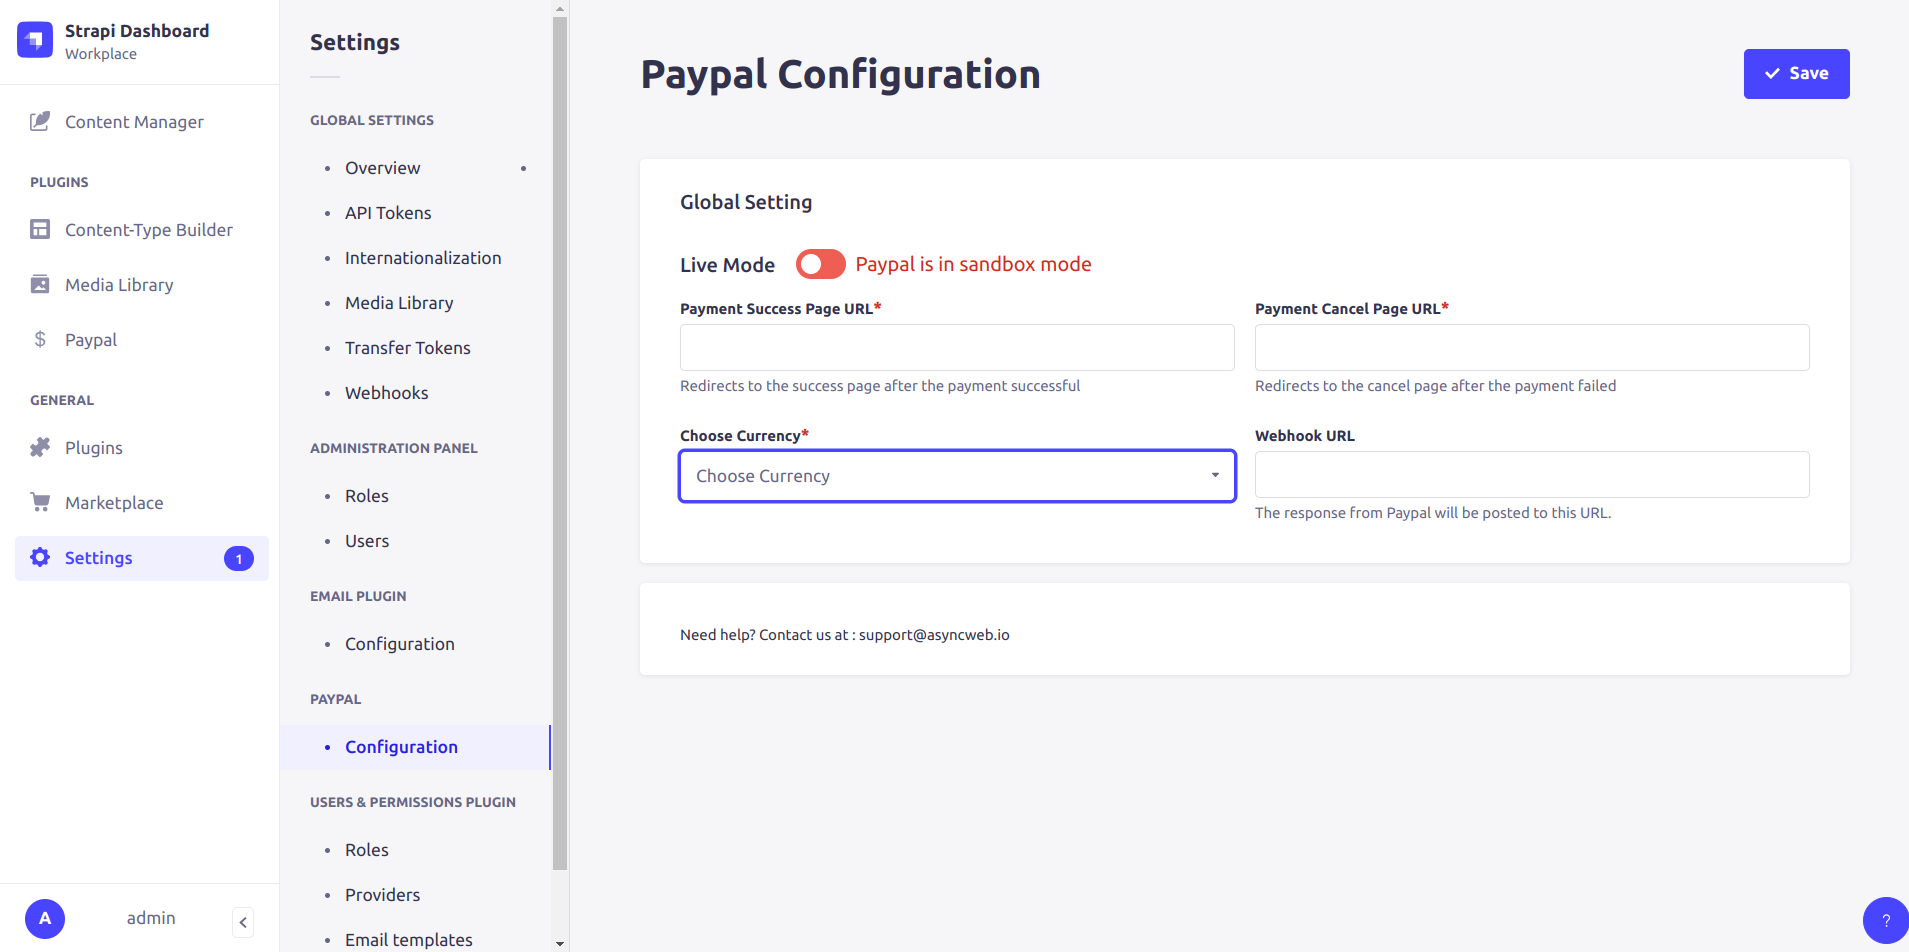 Strapi Dashboard
Workplace
Content Manager
PLUGINS
Content-Type Builder
Media Library
Paypal
GENERAL
Plugins
Marketplace
Settings 1
A admin
Settings
GLOBAL SETTINGS
Overview
API Tokens
Internationalization
Media Library
Transfer Tokens
Webhooks
ADMINISTRATION PANEL
Roles
Users
EMAIL PLUGIN
Configuration
PAYPAL
Configuration
USERS & PERMISSIONS PLUGIN
Roles
Providers
Email templates
Paypal Configuration
Save
Global Setting
Live Mode Paypal is in sandbox mode
Payment Success Page URL*
Redirects to the success page after the payment successful
Payment Cancel Page URL*
Redirects to the cancel page after the payment failed
Choose Currency*
Choose Currency
Webhook URL
The response from Paypal will be posted to this URL.
Need help? Contact us at : support@asyncweb.io
?